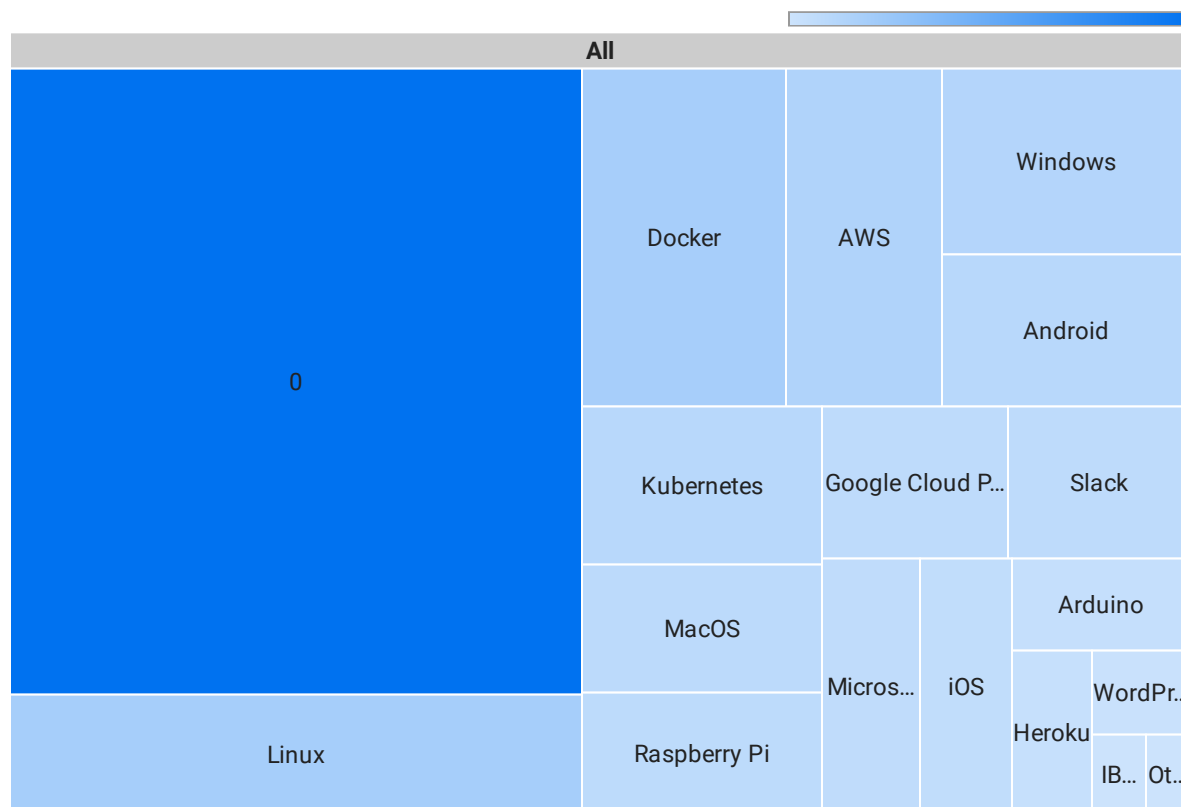 All
0
Linux
Docker
AWS
Windows
Android
Kubernetes
Google Cloud P...
Slack
MacOS
Raspberry Pi
Micros...
iOS
Arduino
Heroku
WordPr...
IB...
Ot...